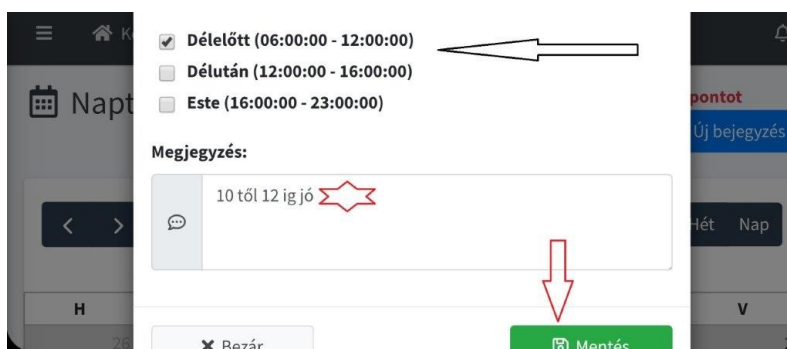 Délelőtt (06:00:00 - 12:00:00)
Délután (12:00:00 - 16:00:00)
Este (16:00:00 - 23:00:00)
Napt
pontot
Új bejegyzés
Megjegyzés:
10 től 12 ig jó
Hét Nap
H
V
26
Bezár
Mentés